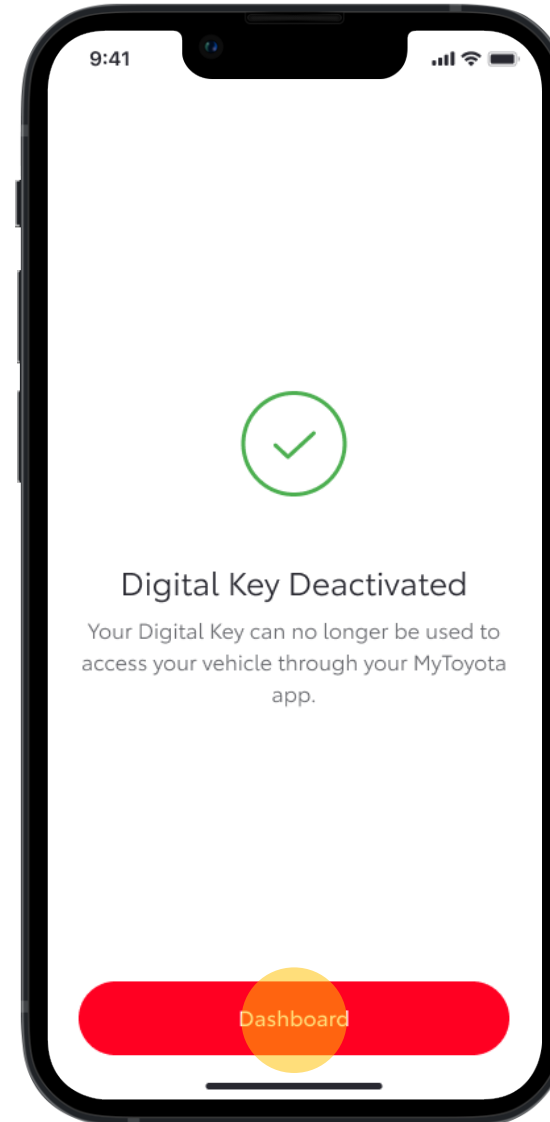 9:41
Digital Key Deactivated
Your Digital Key can no longer be used to
access your vehicle through your MyToyota
app.
Dashboard